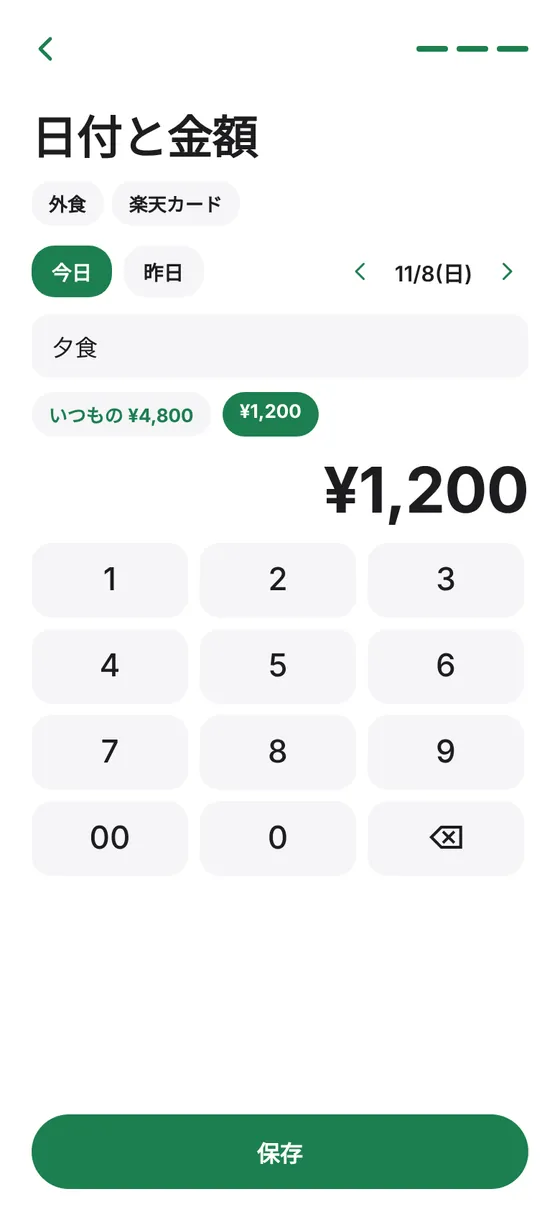 日付と金額
外食 楽天カード
今日 昨日 11/8(日)
夕食
いつもの ¥4,800 ¥1,200
¥1,200
1 2 3
4 5 6
7 8 9
00 0
保存